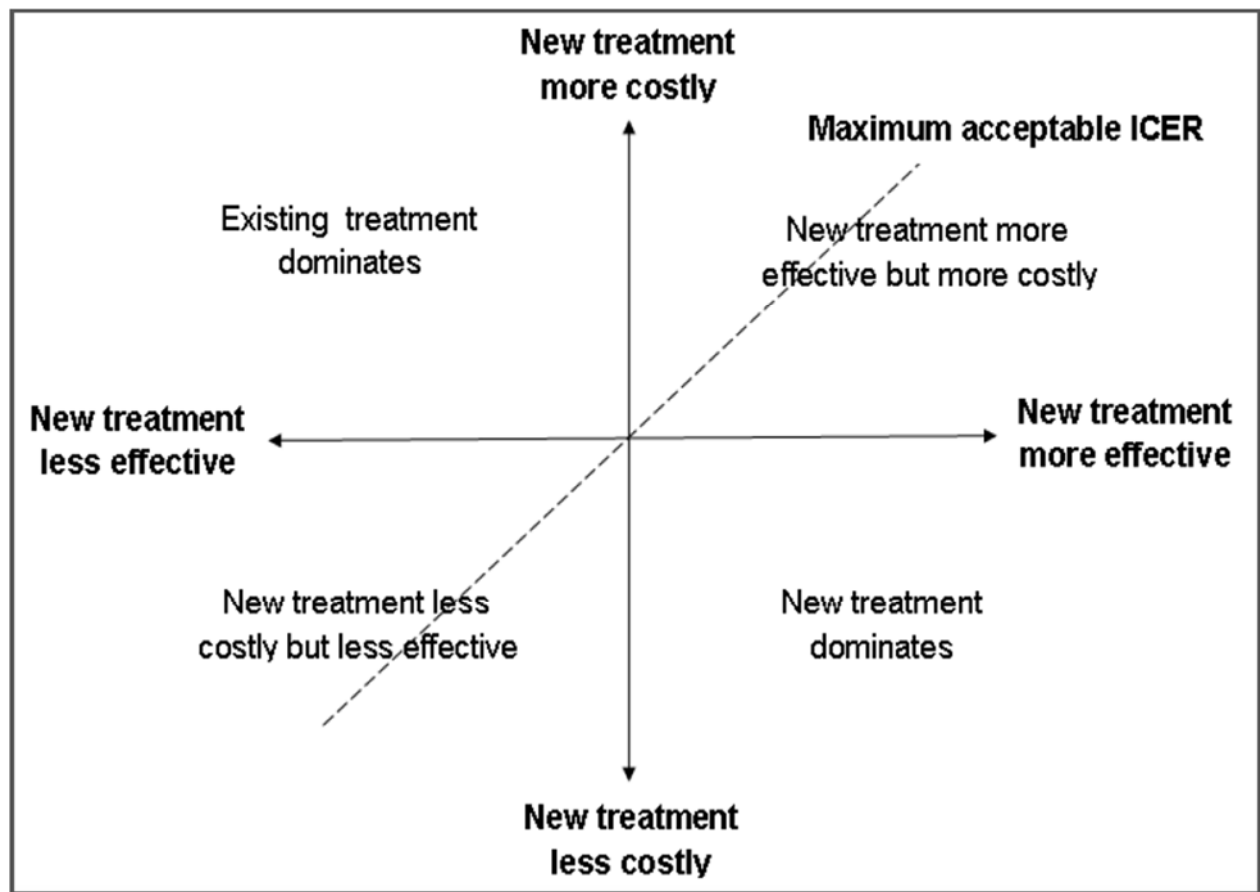 New treatment
more costly
Maximum acceptable ICER
Existing treatment
dominates
New treatment more
effective but more costly
New treatment
less effective
New treatment
more effective
New treatment less
costly but less effective
New treatment
dominates
New treatment
less costly